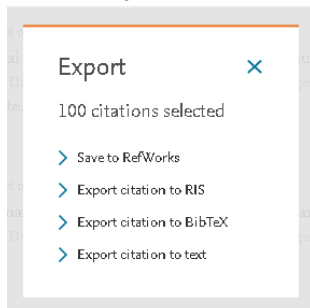 Export
100 citations selected
Save to RefWorks
Export citation to RIS
Export citation to BibTeX
Export citation to text